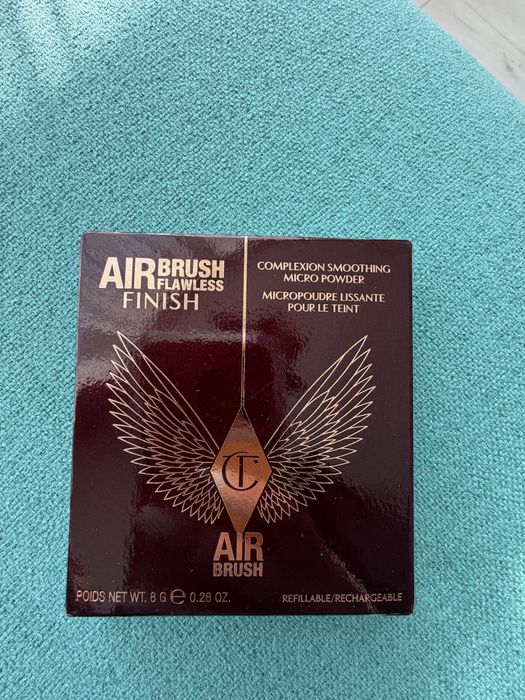 AIRBRUSH
FLAWLESS
FINISH
COMPLEXION SMOOTHING
MICRO POWDER
MICROPOUDRE LISSANTE
POUR LE TEINT
CT
AIR
BRUSH
POIDS NET WT. 8 G ℮ 0.28 OZ.
REFILLABLE/RECHARGEABLE